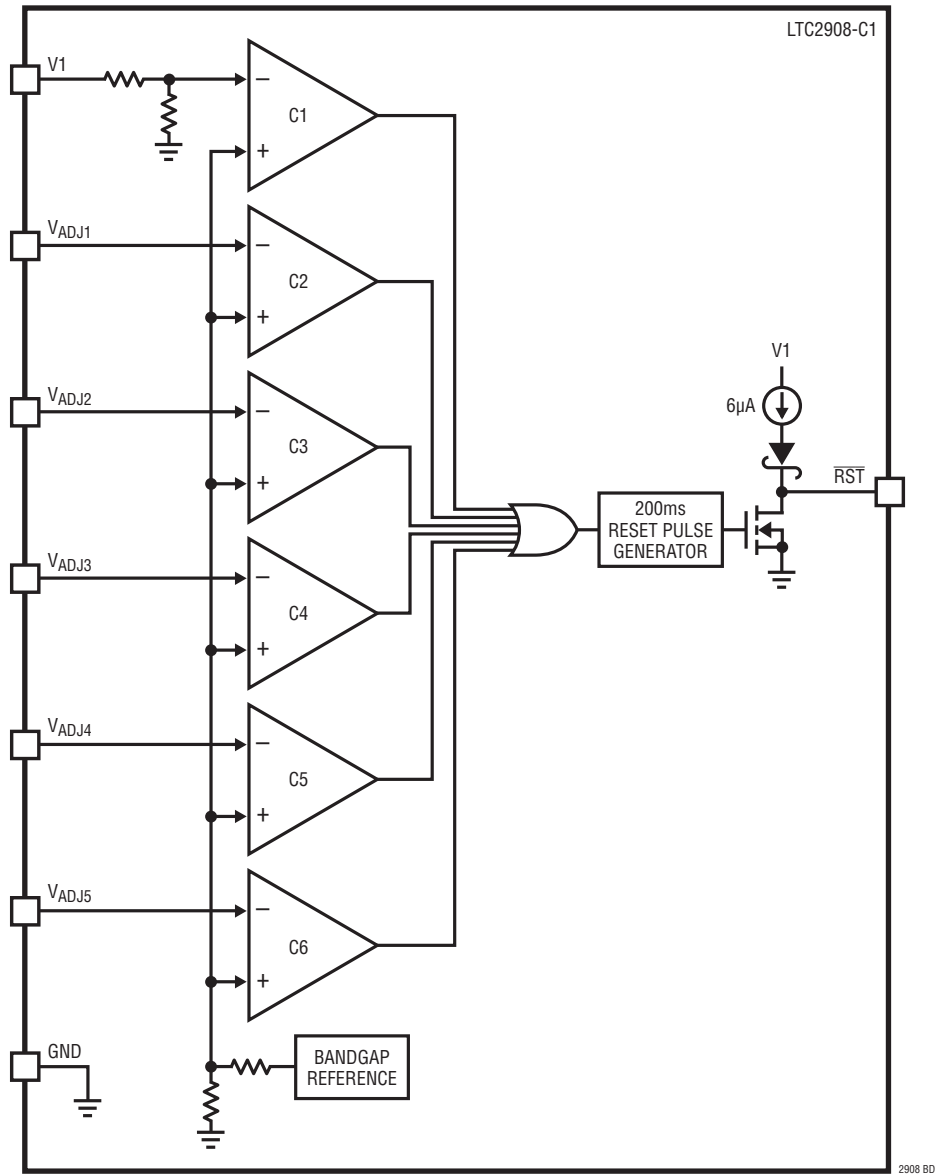 LTC2908-C1
V1
−
C1
+
VADJ1
−
C2
+
VADJ2
−
C3
+
VADJ3
−
C4
+
VADJ4
−
C5
+
VADJ5
−
C6
+
GND
BANDGAP
REFERENCE
200ms
RESET PULSE
GENERATOR
V1
6µA
R̅S̅T̅
2908 BD